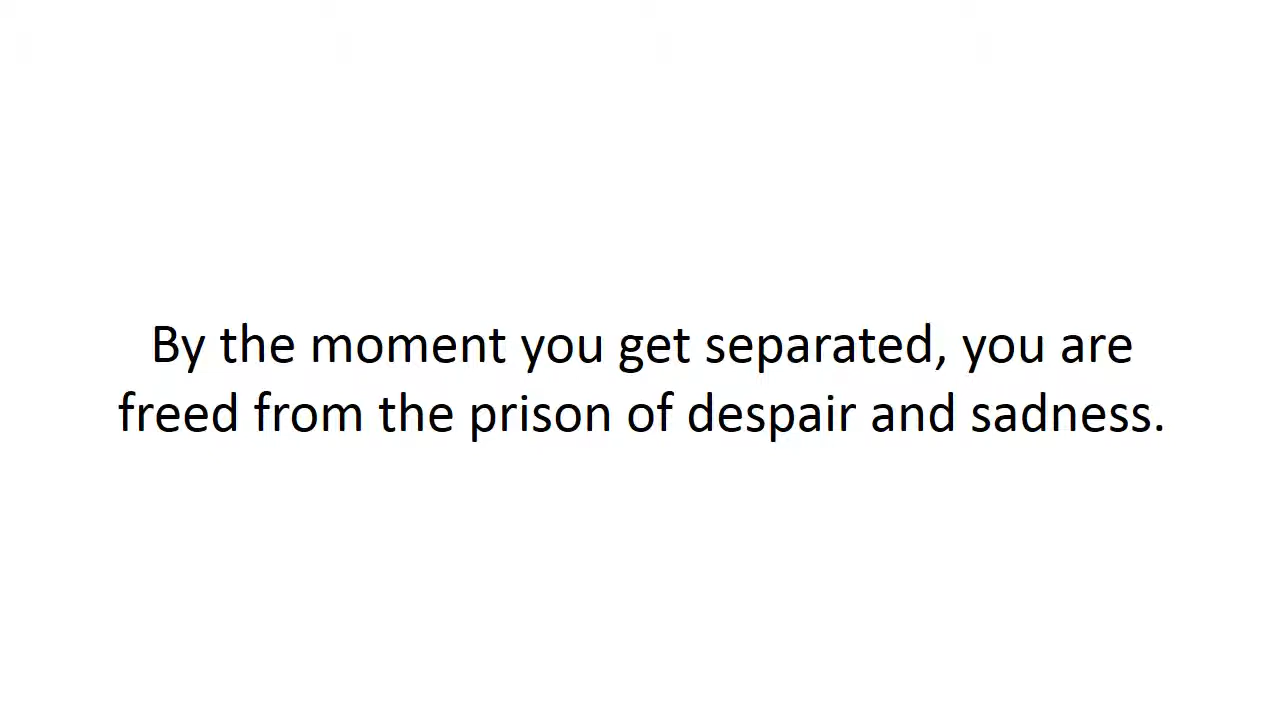 By the moment you get separated, you are
freed from the prison of despair and sadness.